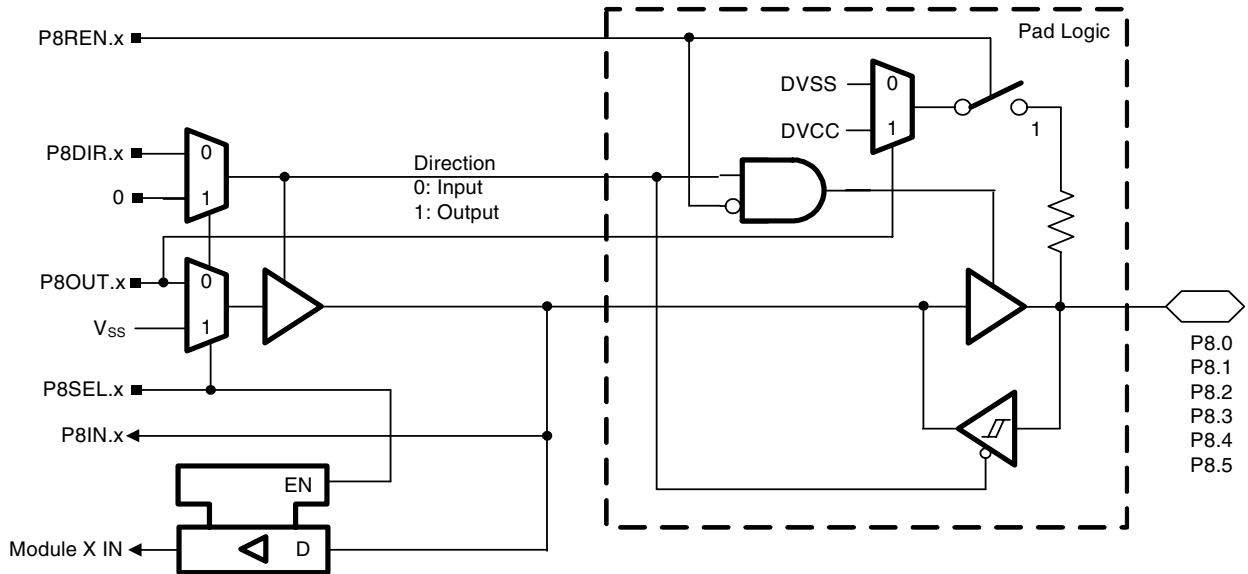 P8REN.x
Pad Logic
DVSS
0
DVCC
1
1
P8DIR.x
0
0
1
Direction
0: Input
1: Output
P8OUT.x
0
VSS
1
P8SEL.x
P8IN.x
EN
Module X IN
D
P8.0
P8.1
P8.2
P8.3
P8.4
P8.5